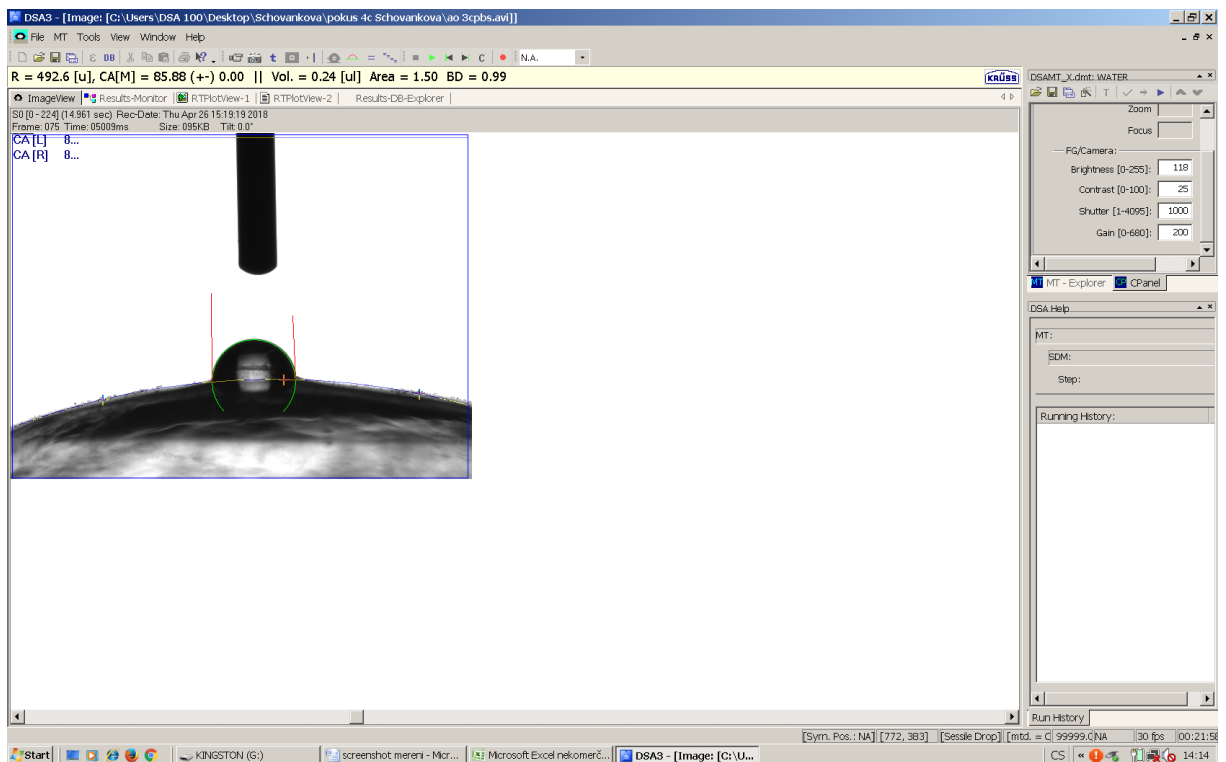 DSA3 - [Image: [C:\Users\DSA 100\Desktop\Schovankova\pokus 4c Schovankova\ao 3cpbs.avi]]
File MT Tools View Window Help
DB N.A.
R = 492.6 [u], CA[M] = 85.88 (+-) 0.00 || Vol. = 0.24 [ul] Area = 1.50 BD = 0.99
KRÜSS
ImageView Results-Monitor RTPlotView-1 RTPlotView-2 Results-DB-Explorer
S0 [0 - 224] (14.961 sec) Rec-Date: Thu Apr 26 15:19:19 2018
Frame: 075 Time: 05009ms Size: 095KB Tilt: 0.0°
CA [L] 8...
CA [R] 8...
DSAMT_X.dmt: WATER
Zoom
Focus
FG/Camera:
Brightness [0-255]: 118
Contrast [0-100]: 25
Shutter [1-4095]: 1000
Gain [0-680]: 200
MT MT - Explorer CP CPanel
DSA Help
MT:
SDM:
Step:
Running History:
Run History
[Sym. Pos.: NA] [772, 383] [Sessile Drop] [mtd. = C 99999.0 NA 30 fps 00:21:58
Start KINGSTON (G:) screenshot mereni - Micr... Microsoft Excel nekomerč... DSA3 - [Image: [C:\U... CS « 14:14